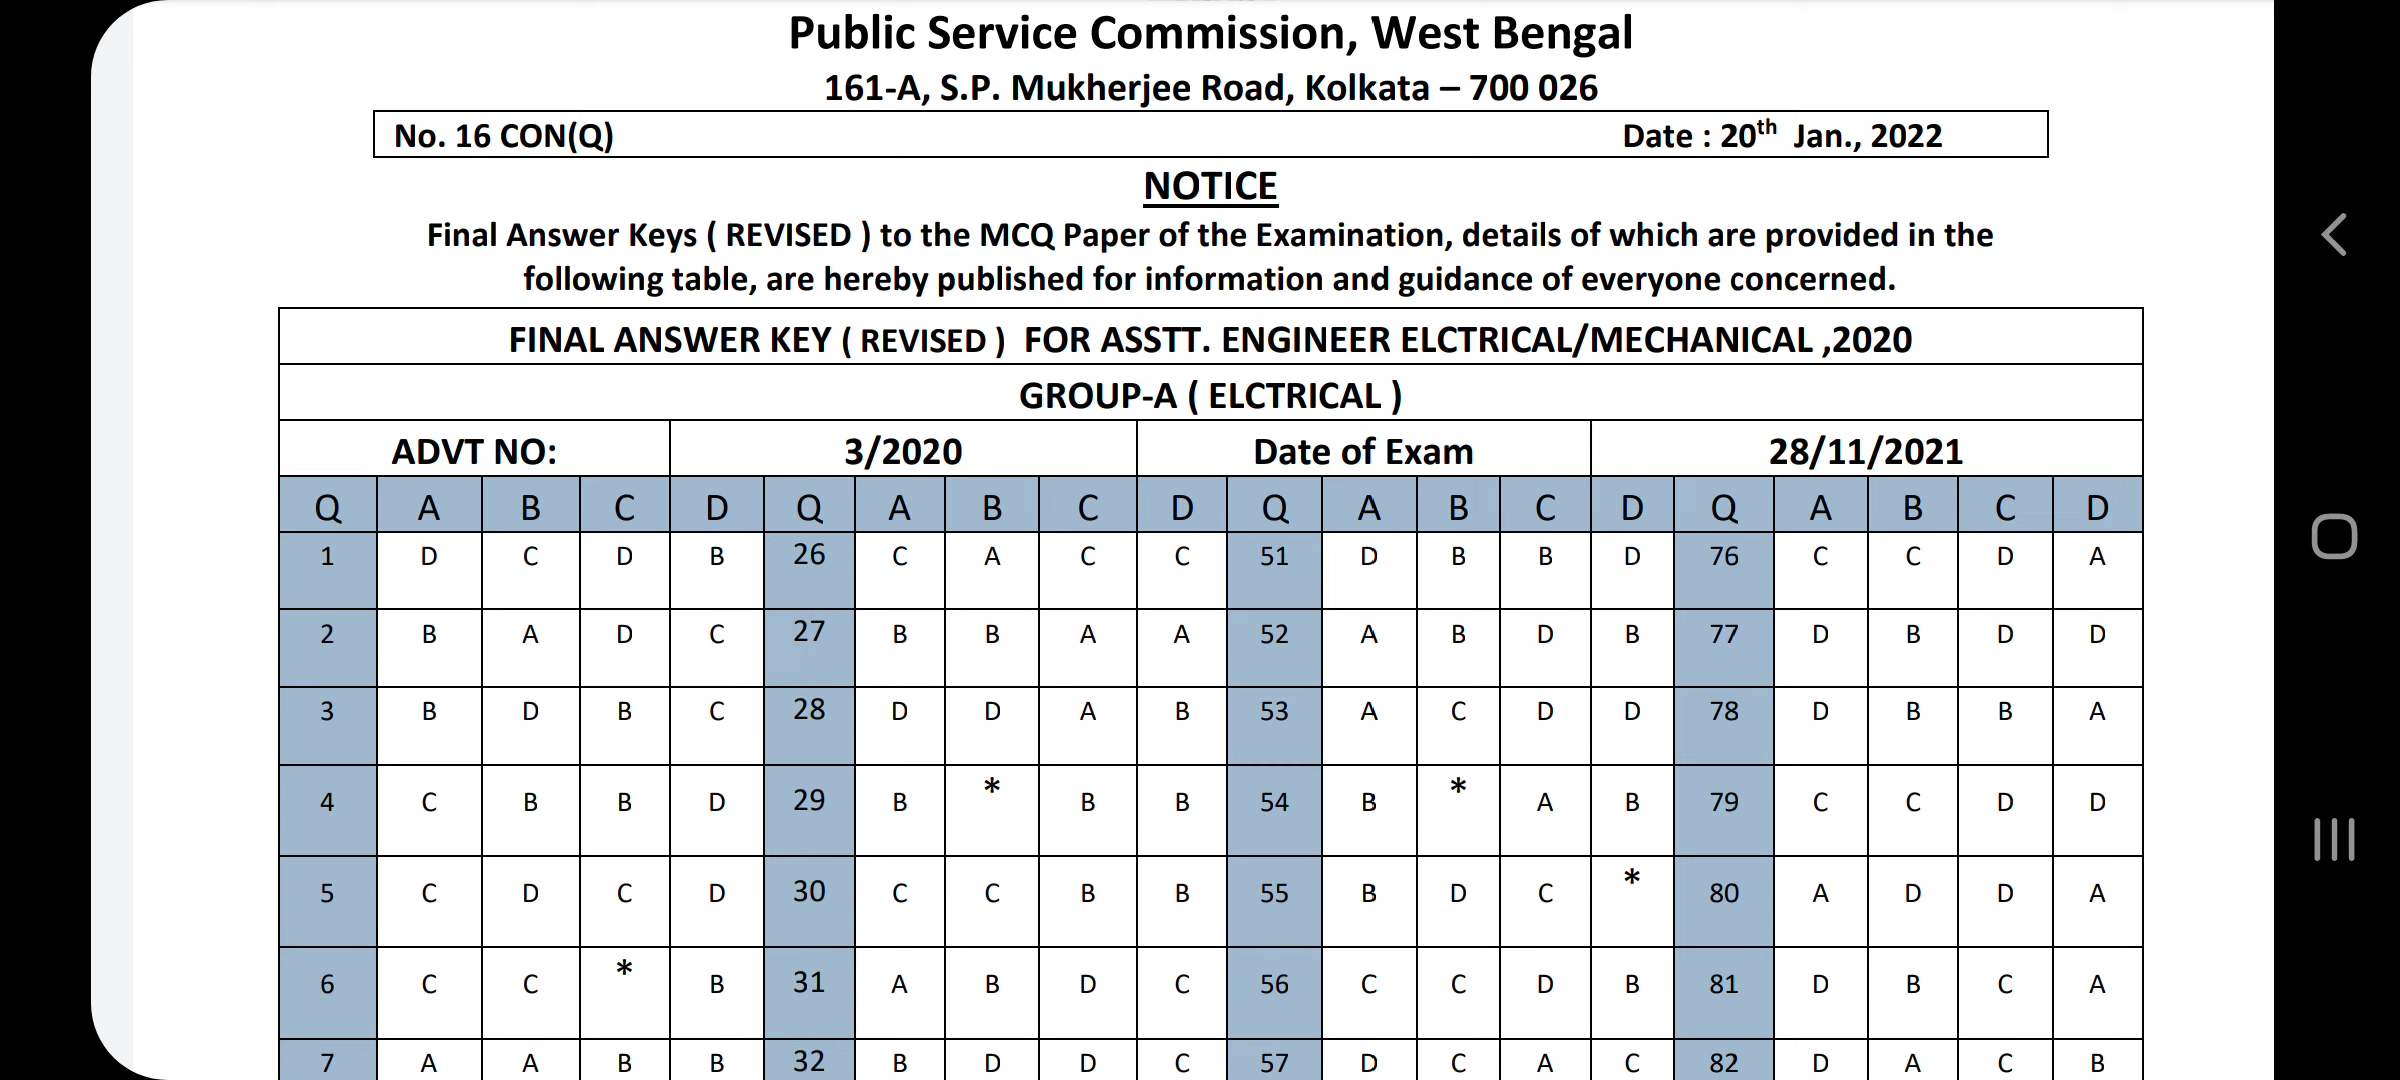 Public Service Commission, West Bengal
161-A, S.P. Mukherjee Road, Kolkata – 700 026
No. 16 CON(Q) Date : 20th Jan., 2022
NOTICE
Final Answer Keys ( REVISED ) to the MCQ Paper of the Examination, details of which are provided in the
following table, are hereby published for information and guidance of everyone concerned.
FINAL ANSWER KEY ( REVISED ) FOR ASSTT. ENGINEER ELCTRICAL/MECHANICAL ,2020
GROUP-A ( ELCTRICAL )
ADVT NO: 3/2020 Date of Exam 28/11/2021
Q A B C D Q A B C D Q A B C D Q A B C D
1 D C D B 26 C A C C 51 D B B D 76 C C D A
2 B A D C 27 B B A A 52 A B D B 77 D B D D
3 B D B C 28 D D A B 53 A C D D 78 D B B A
4 C B B D 29 B * B B 54 B * A B 79 C C D D
5 C D C D 30 C C B B 55 B D C * 80 A D D A
6 C C * B 31 A B D C 56 C C D B 81 D B C A
7 A A B B 32 B D D C 57 D C A C 82 D A C B